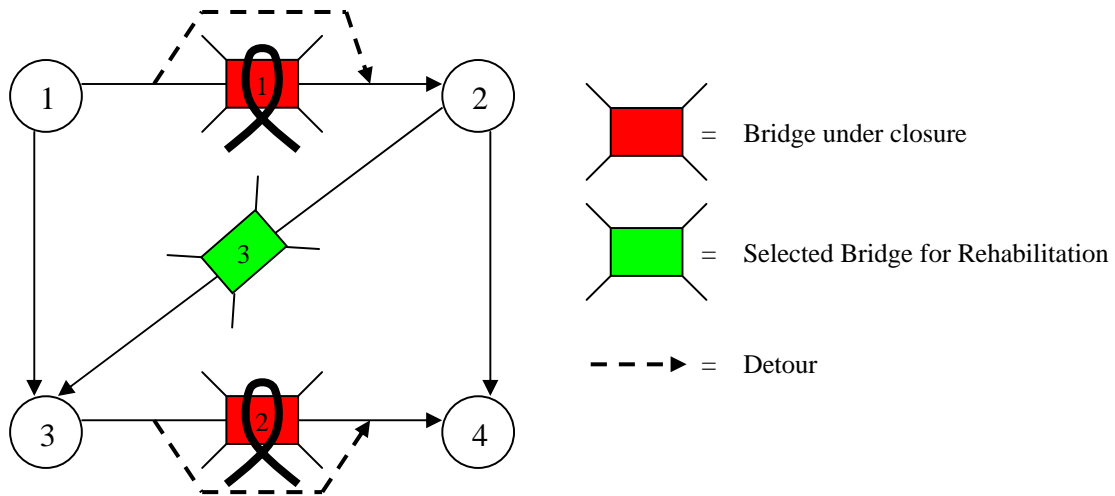 1
1
2
= Bridge under closure
3
= Selected Bridge for Rehabilitation
= Detour
3
2
4